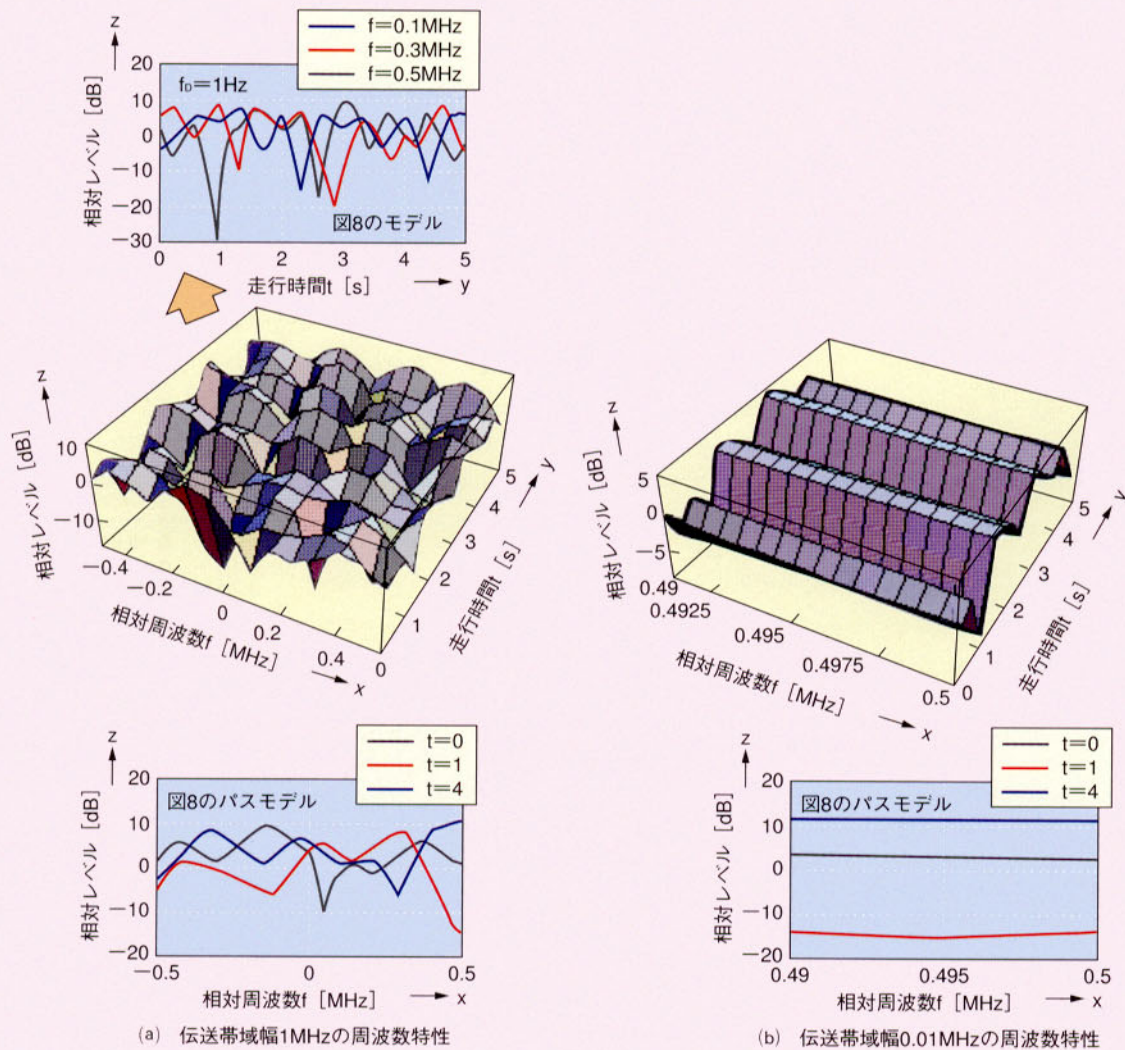 z
f=0.1MHz
f=0.3MHz
f=0.5MHz
相対レベル [dB]
20
10
0
−10
−20
−30
fD=1Hz
図8のモデル
0 1 2 3 4 5
走行時間t [s] y
z
相対レベル [dB]
10
0
−10
−0.4
−0.2
0
0.2
0.4
相対周波数f [MHz] x
0
1
2
3
4
5
走行時間t [s]
y
z
t=0
t=1
t=4
相対レベル [dB]
20
10
0
−10
−20
図8のパスモデル
−0.5 0 0.5
相対周波数f [MHz] x
(a) 伝送帯域幅1MHzの周波数特性
z
相対レベル [dB]
5
0
−5
0.49
0.4925
0.495
0.4975
0.5
相対周波数f [MHz] x
0
1
2
3
4
5
走行時間t [s]
y
z
t=0
t=1
t=4
相対レベル [dB]
20
10
0
−10
−20
図8のパスモデル
0.49 0.495 0.5
相対周波数f [MHz] x
(b) 伝送帯域幅0.01MHzの周波数特性